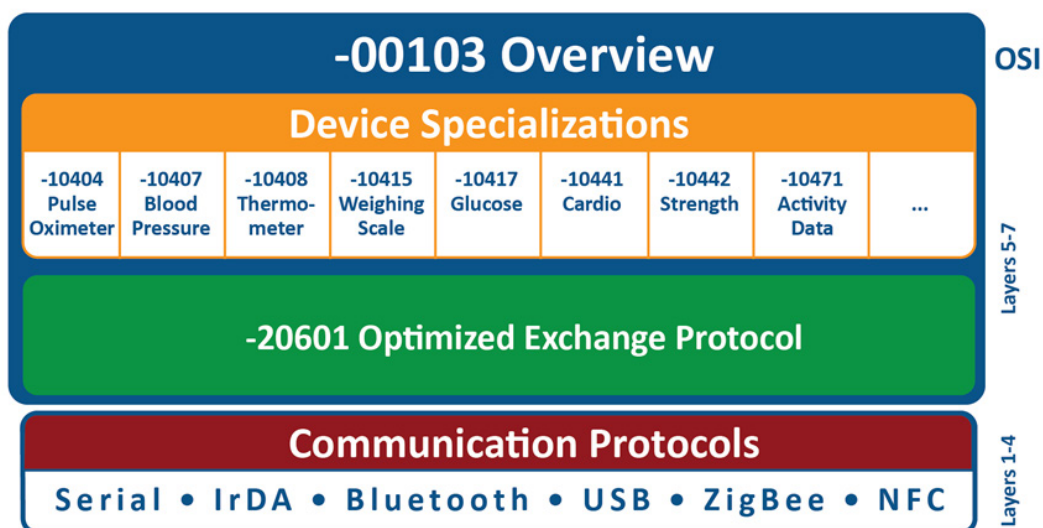 -00103 Overview
OSI
Device Specializations
-10404
Pulse
Oximeter
-10407
Blood
Pressure
-10408
Thermo-
meter
-10415
Weighing
Scale
-10417
Glucose
-10441
Cardio
-10442
Strength
-10471
Activity
Data
...
Layers 5-7
-20601 Optimized Exchange Protocol
Communication Protocols
Serial • IrDA • Bluetooth • USB • ZigBee • NFC
Layers 1-4